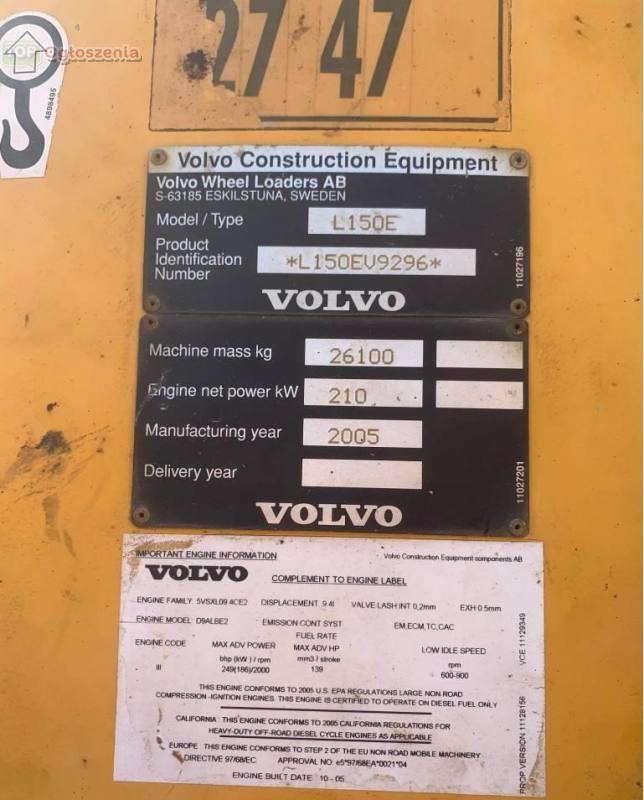 TOP Ogłoszenia
27 47
4898495
Volvo Construction Equipment
Volvo Wheel Loaders AB
S-63185 ESKILSTUNA, SWEDEN
Model / Type L150E
Product
Identification
Number *L150EV9296*
VOLVO
11027196
Machine mass kg 26100
Engine net power kW 210
Manufacturing year 2005
Delivery year
VOLVO
11027201
IMPORTANT ENGINE INFORMATION Volvo Construction Equipment components AB
VOLVO COMPLEMENT TO ENGINE LABEL
ENGINE FAMILY: 5VSXL09.4CE2 DISPLACEMENT 9.4l VALVE LASH INT 0,2mm EXH 0.5mm
ENGINE MODEL: D9ALBE2 EMISSION CONT SYST EM,ECM,TC,CAC
ENGINE CODE MAX ADV POWER FUEL RATE MAX ADV HP LOW IDLE SPEED
bhp (kW) / rpm mm3 / stroke rpm
III 249(186)/2000 139 600-900
THIS ENGINE CONFORMS TO 2005 U.S. EPA REGULATIONS LARGE NON ROAD
COMPRESSION -IGNITION ENGINES. THIS ENGINE IS CERTIFIED TO OPERATE ON DIESEL FUEL ONLY
CALIFORNIA : THIS ENGINE CONFORMS TO 2005 CALIFORNIA REGULATIONS FOR
HEAVY-DUTY OFF-ROAD DIESEL CYCLE ENGINES AS APPLICABLE
EUROPE : THIS ENGINE CONFORMS TO STEP 2 OF THE EU NON ROAD MOBILE MACHINERY
DIRECTIVE 97/68/EC APPROVAL NO: e5*97/68EA*0021*04
ENGINE BUILT DATE 10 - 05
VCE 11129349
PROP VERSION 11128156